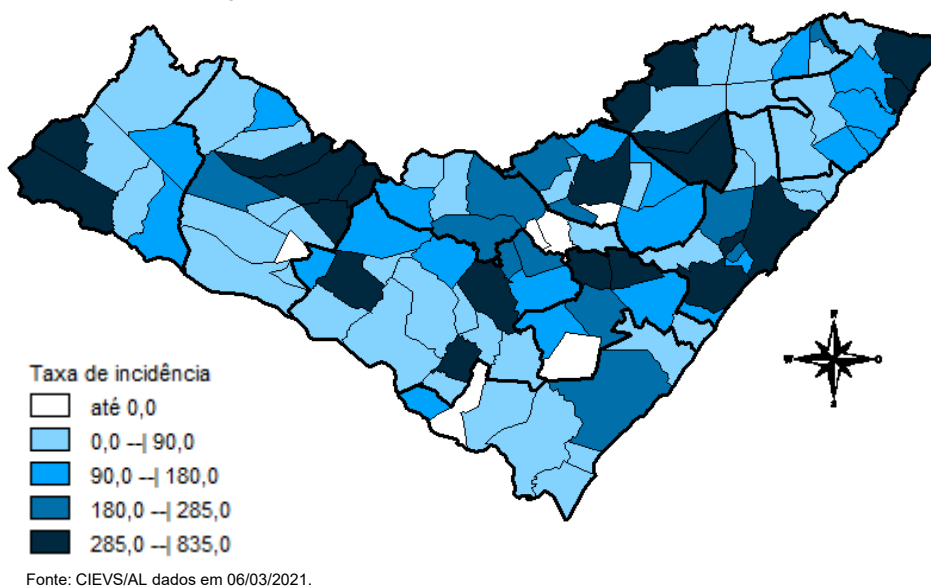 Taxa de incidência
até 0,0
0,0 --| 90,0
90,0 --| 180,0
180,0 --| 285,0
285,0 --| 835,0
W
Fonte: CIEVS/AL dados em 06/03/2021.